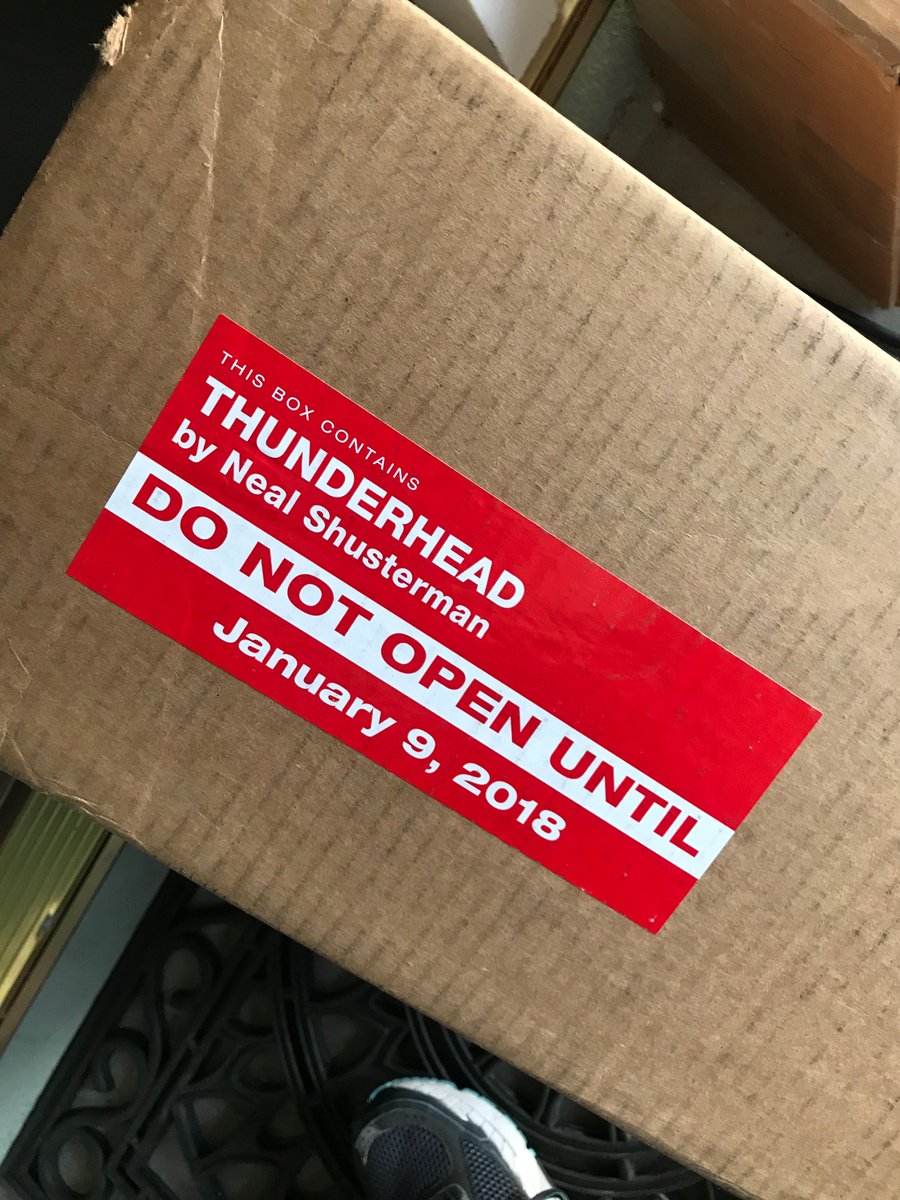 THIS BOX CONTAINS
THUNDERHEAD
by Neal Shusterman
DO NOT OPEN UNTIL
January 9, 2018